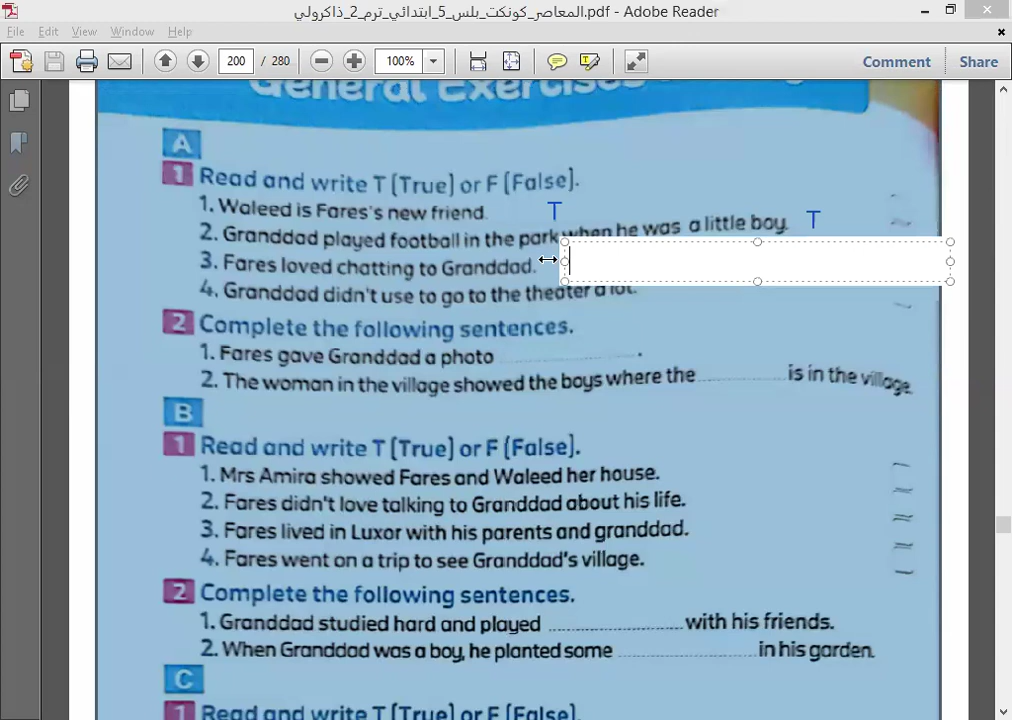 المعاصر_كونكت_بلس_5_ابتدائي_ترم_2_ذاكرولي.pdf - Adobe Reader
File Edit View Window Help
200 / 280 100% Comment Share
General Exercises
A
1 Read and write T (True) or F (False).
1. Waleed is Fares's new friend. T
2. Granddad played football in the park when he was a little boy. T
3. Fares loved chatting to Granddad.
4. Granddad didn't use to go to the theater a lot.
2 Complete the following sentences.
1. Fares gave Granddad a photo .................... .
2. The woman in the village showed the boys where the .................... is in the village.
B
1 Read and write T (True) or F (False).
1. Mrs Amira showed Fares and Waleed her house.
2. Fares didn't love talking to Granddad about his life.
3. Fares lived in Luxor with his parents and granddad.
4. Fares went on a trip to see Granddad's village.
2 Complete the following sentences.
1. Granddad studied hard and played .................... with his friends.
2. When Granddad was a boy, he planted some .................... in his garden.
C
1 Read and write T (True) or F (False).